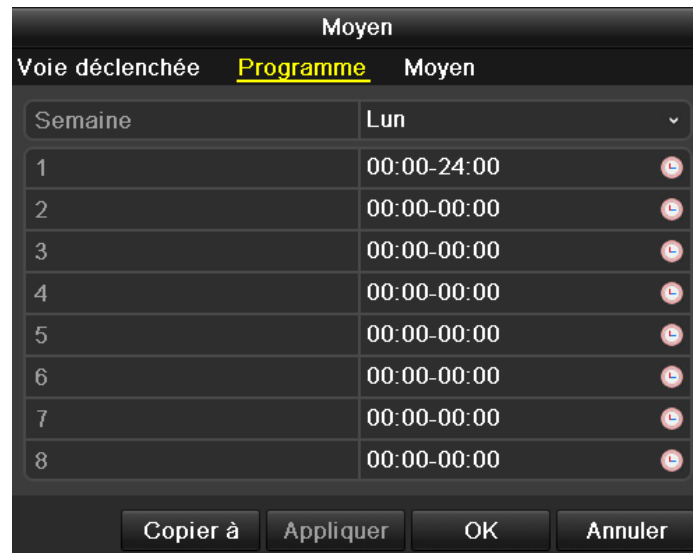 Moyen
Voie déclenchée Programme Moyen
Semaine Lun
1 00:00-24:00
2 00:00-00:00
3 00:00-00:00
4 00:00-00:00
5 00:00-00:00
6 00:00-00:00
7 00:00-00:00
8 00:00-00:00
Copier à Appliquer OK Annuler